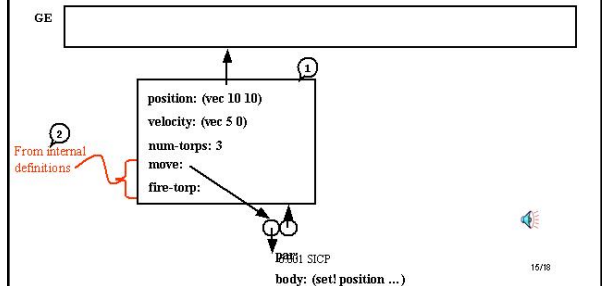 GE
1
position: (vec 10 10)
velocity: (vec 5 0)
num-torps: 3
move:
fire-torp:
2
From internal
definitions
par:
6.001 SICP
15/18
body: (set! position ...)